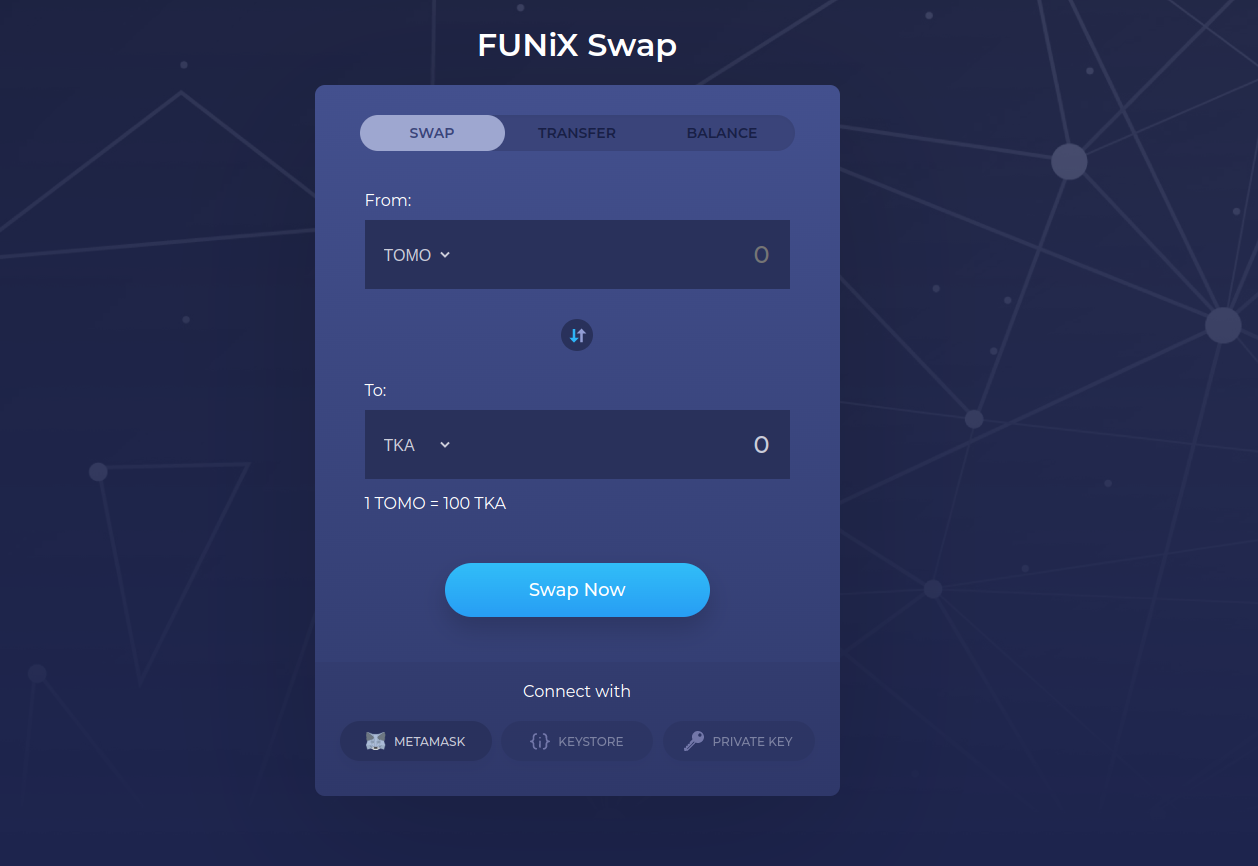 FUNiX Swap
SWAP TRANSFER BALANCE
From:
TOMO 0
To:
TKA 0
1 TOMO = 100 TKA
Swap Now
Connect with
METAMASK {i} KEYSTORE PRIVATE KEY